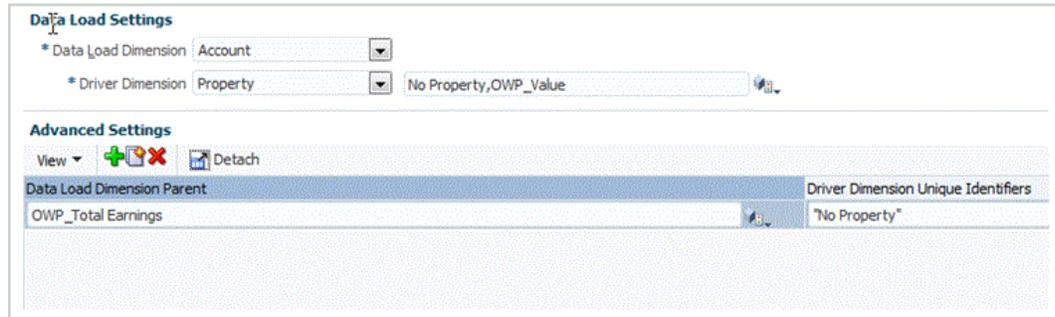 Data Load Settings
* Data Load Dimension Account
* Driver Dimension Property No Property,OWP_Value
Advanced Settings
View Detach
Data Load Dimension Parent Driver Dimension Unique Identifiers
OWP_Total Earnings "No Property"